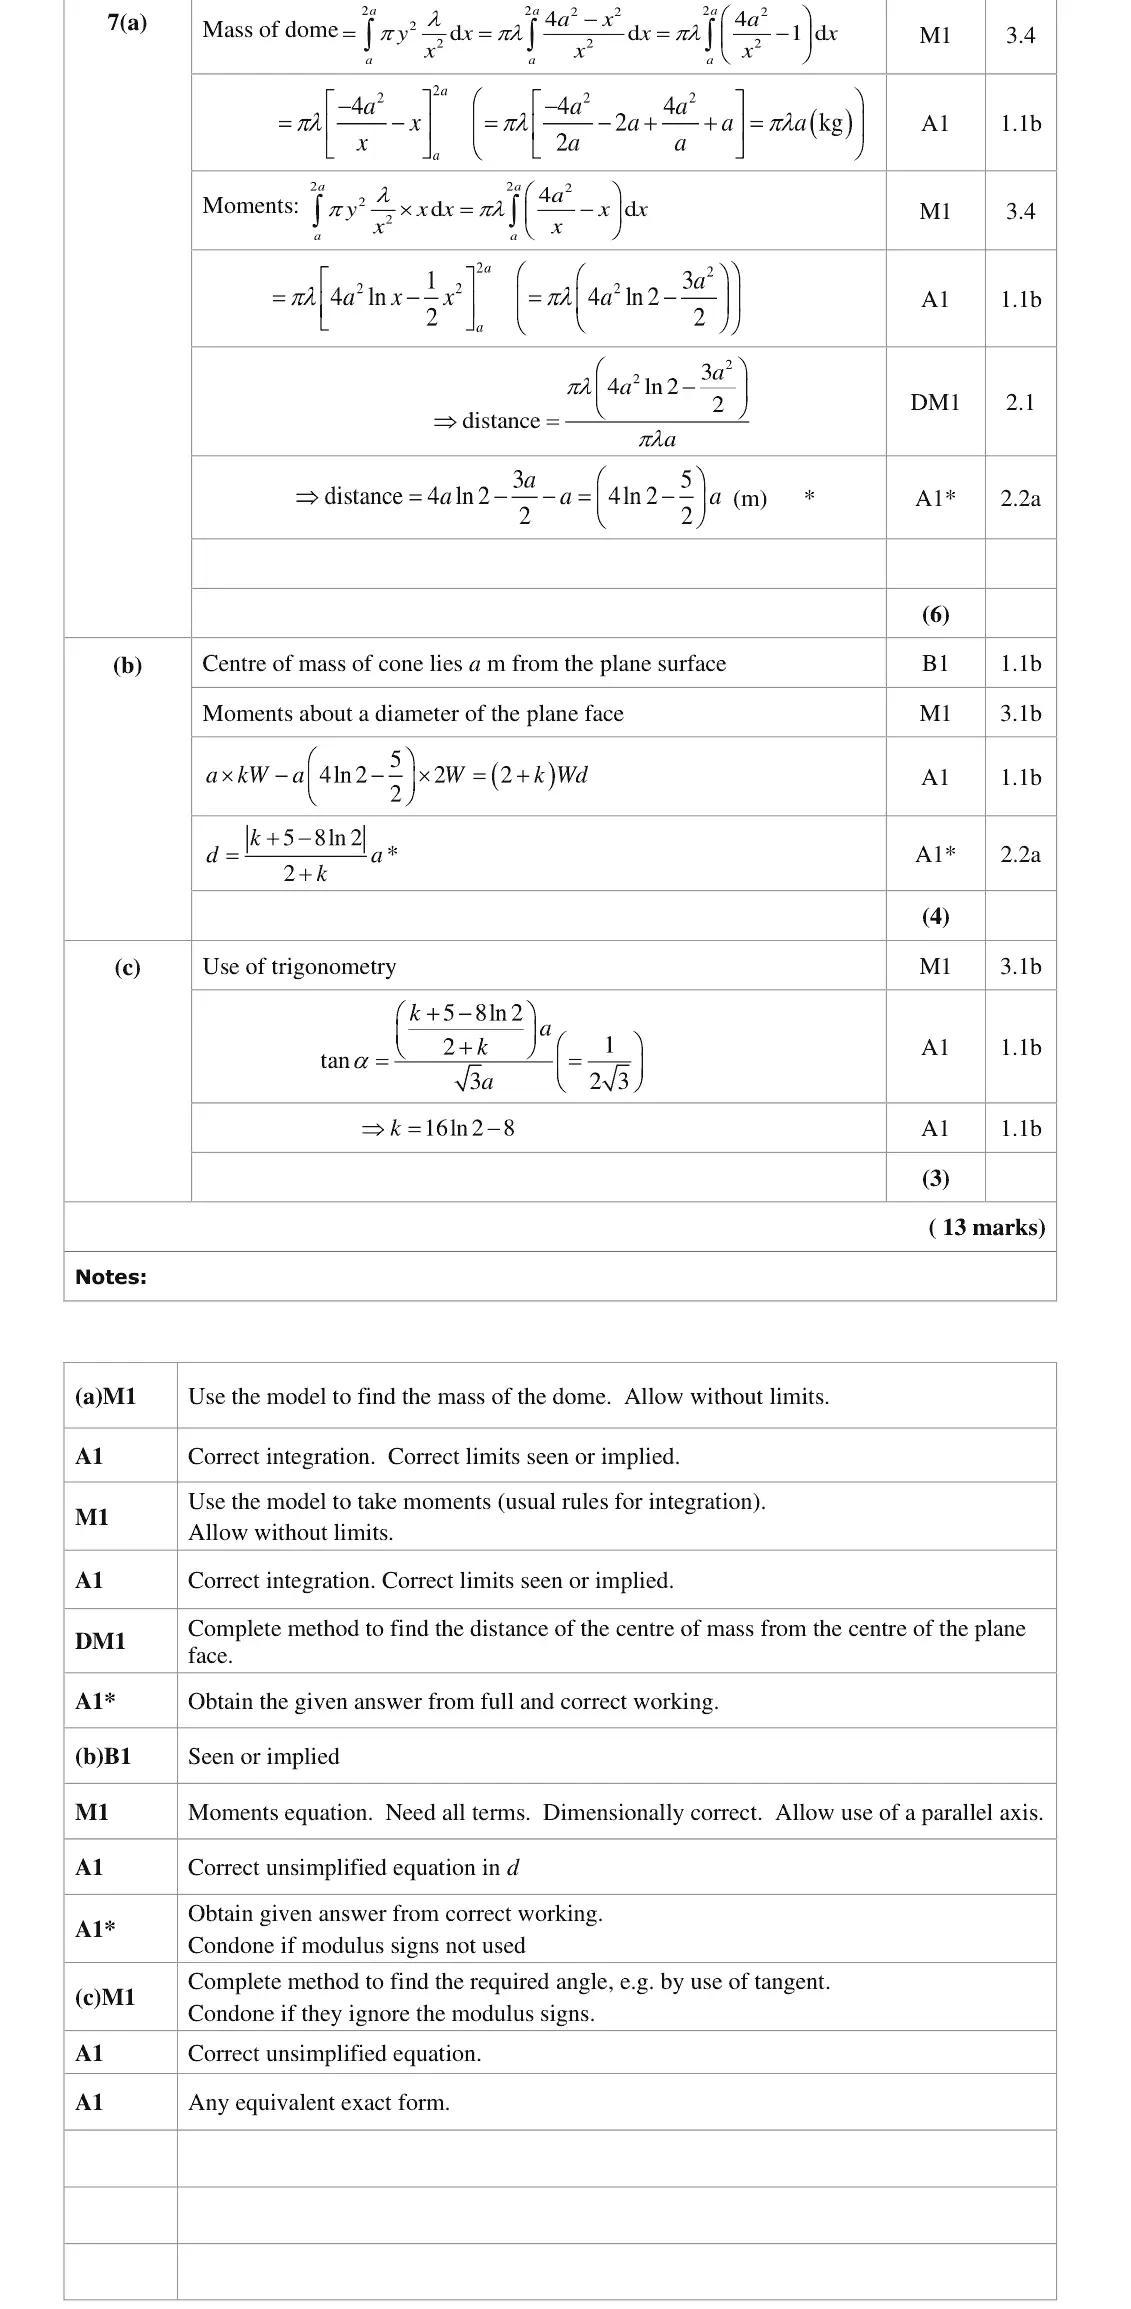 7(a) Mass of dome = ∫_a^{2a} πy² λ/x² dx = πλ ∫_a^{2a} (4a² − x²)/x² dx = πλ ∫_a^{2a} (4a²/x² − 1) dx M1 3.4
= πλ[−4a²/x − x]_a^{2a} ( = πλ[−4a²/2a − 2a + 4a²/a + a] = πλa (kg) ) A1 1.1b
Moments: ∫_a^{2a} πy² λ/x² × x dx = πλ ∫_a^{2a} (4a²/x − x) dx M1 3.4
= πλ[4a² ln x − 1/2 x²]_a^{2a} ( = πλ(4a² ln 2 − 3a²/2) ) A1 1.1b
⇒ distance = πλ(4a² ln 2 − 3a²/2) / πλa DM1 2.1
⇒ distance = 4a ln 2 − 3a/2 − a = (4 ln 2 − 5/2) a (m) * A1* 2.2a
(6)
(b) Centre of mass of cone lies a m from the plane surface B1 1.1b
Moments about a diameter of the plane face M1 3.1b
a × kW − a(4 ln 2 − 5/2) × 2W = (2 + k)Wd A1 1.1b
d = |k + 5 − 8 ln 2| / (2 + k) a * A1* 2.2a
(4)
(c) Use of trigonometry M1 3.1b
tan α = ((k + 5 − 8 ln 2)/(2 + k)) a / √3a ( = 1/(2√3) ) A1 1.1b
⇒ k = 16 ln 2 − 8 A1 1.1b
(3)
( 13 marks)
Notes:
(a)M1 Use the model to find the mass of the dome. Allow without limits.
A1 Correct integration. Correct limits seen or implied.
M1 Use the model to take moments (usual rules for integration).
Allow without limits.
A1 Correct integration. Correct limits seen or implied.
DM1 Complete method to find the distance of the centre of mass from the centre of the plane
face.
A1* Obtain the given answer from full and correct working.
(b)B1 Seen or implied
M1 Moments equation. Need all terms. Dimensionally correct. Allow use of a parallel axis.
A1 Correct unsimplified equation in d
A1* Obtain given answer from correct working.
Condone if modulus signs not used
(c)M1 Complete method to find the required angle, e.g. by use of tangent.
Condone if they ignore the modulus signs.
A1 Correct unsimplified equation.
A1 Any equivalent exact form.